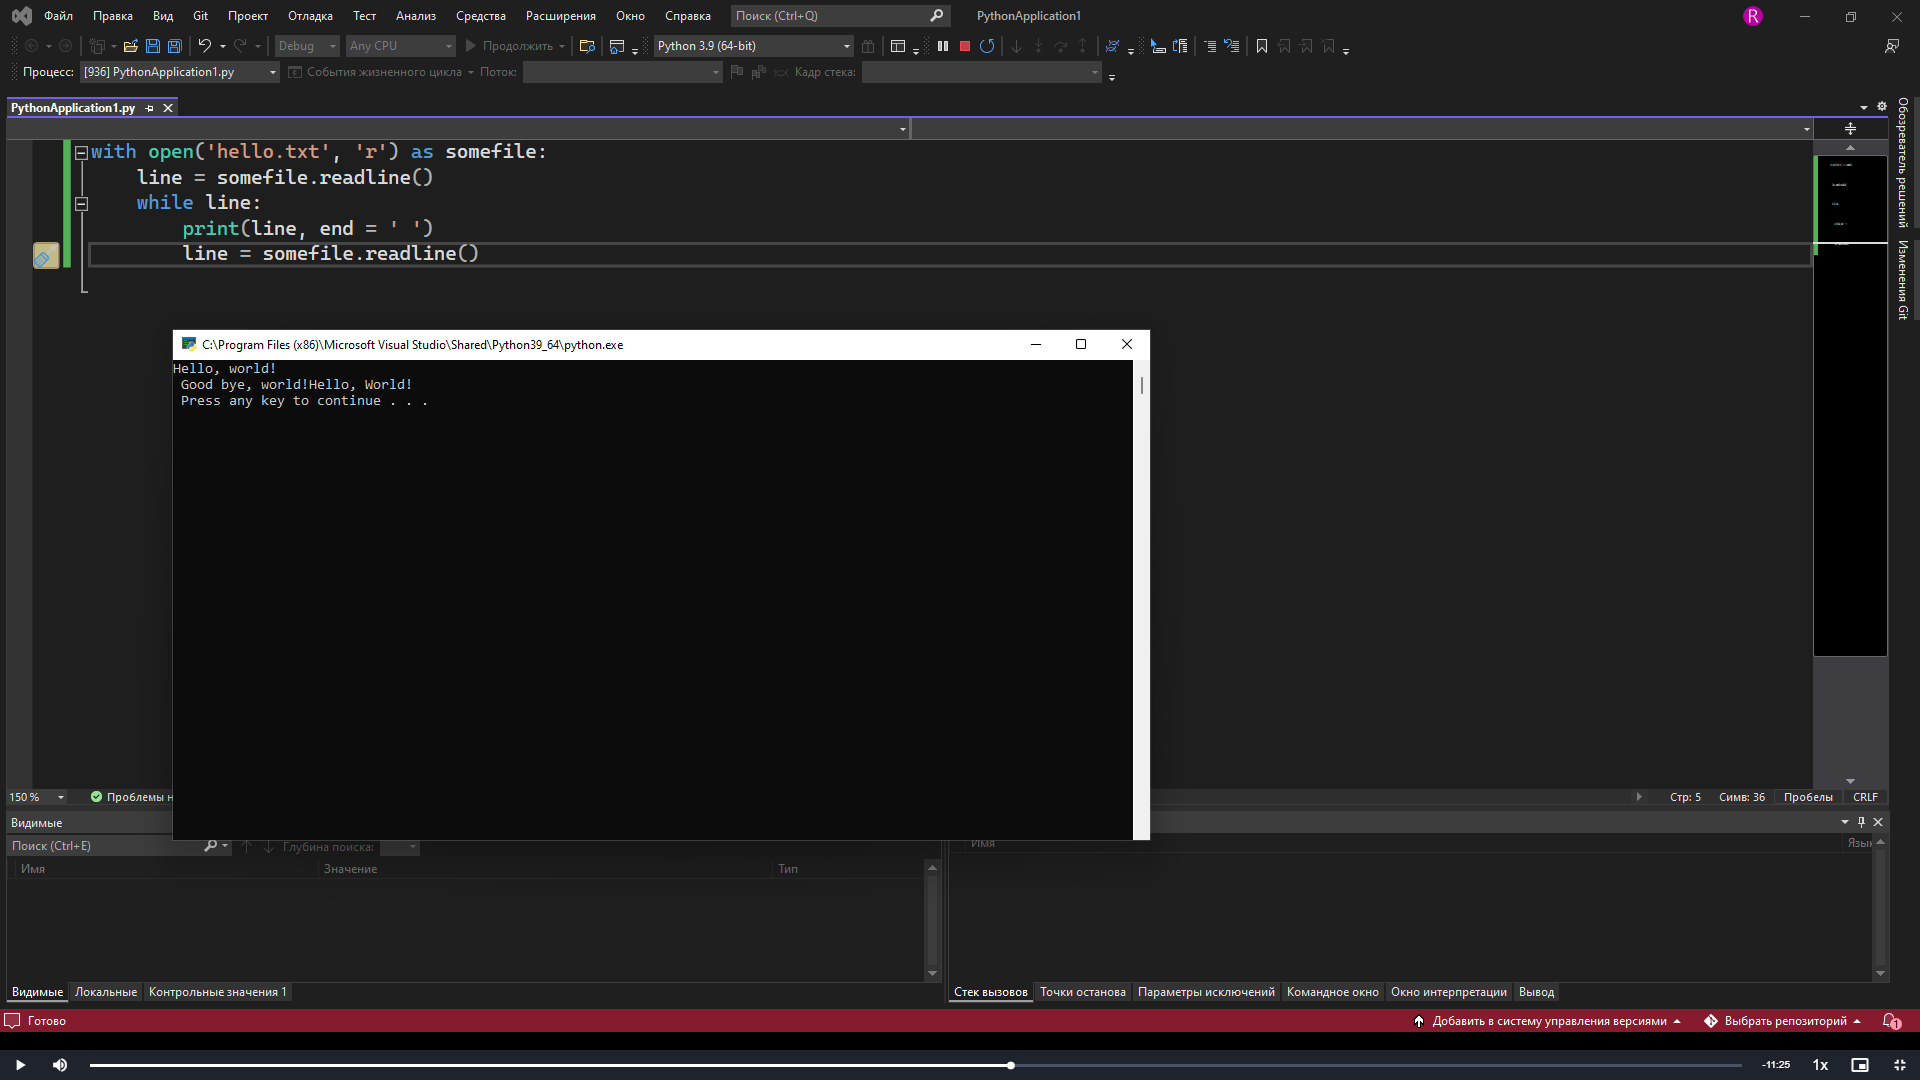 Файл Правка Вид Git Проект Отладка Тест Анализ Средства Расширения Окно Справка Поиск (Ctrl+Q) PythonApplication1 R
Debug Any CPU Продолжить Python 3.9 (64-bit)
Процесс: [936] PythonApplication1.py События жизненного цикла Поток: Кадр стека:
PythonApplication1.py
Обозреватель решений
Изменения Git
with open('hello.txt', 'r') as somefile:
line = somefile.readline()
while line:
print(line, end = ' ')
line = somefile.readline()
C:\Program Files (x86)\Microsoft Visual Studio\Shared\Python39_64\python.exe
Hello, world!
Good bye, world!Hello, World!
Press any key to continue . . .
150 % Проблемы н Стр: 5 Симв: 36 Пробелы CRLF
Видимые
Поиск (Ctrl+E) Глубина поиска:
Имя Значение Тип
Имя Язык
Видимые Локальные Контрольные значения 1
Стек вызовов Точки останова Параметры исключений Командное окно Окно интерпретации Вывод
Готово Добавить в систему управления версиями Выбрать репозиторий 1
-11:25 1x